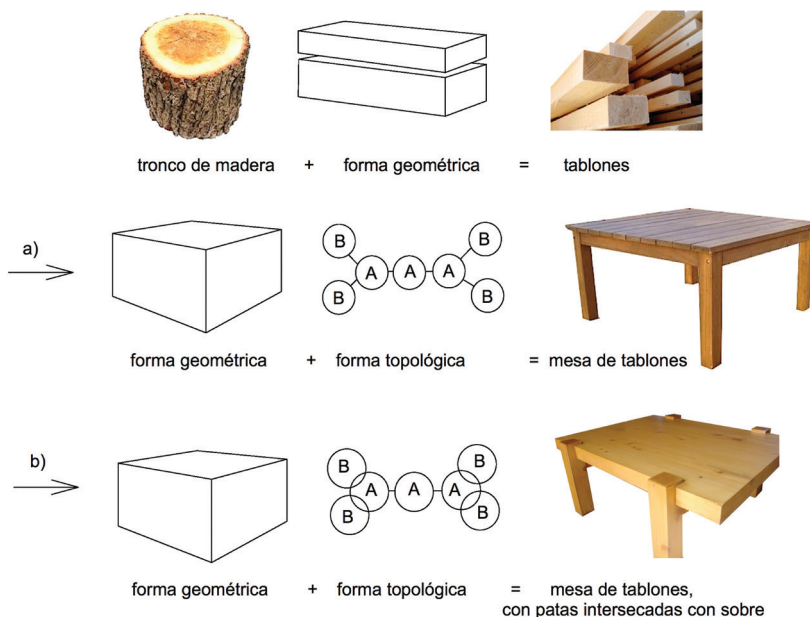 tronco de madera + forma geométrica = tablones
a)
B B
A A A
B B
forma geométrica + forma topológica = mesa de tablones
b)
B B
A A A
B B
forma geométrica + forma topológica = mesa de tablones,
con patas intersecadas con sobre